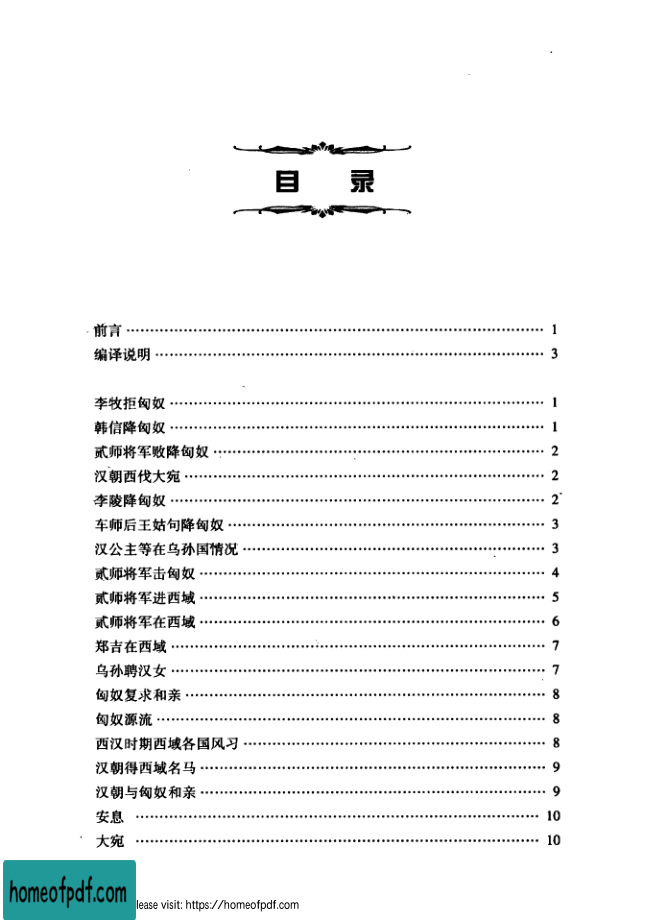 目 录
前言 …… 1
编译说明 …… 3
李牧拒匈奴 …… 1
韩信降匈奴 …… 1
贰师将军败降匈奴 …… 2
汉朝西伐大宛 …… 2
李陵降匈奴 …… 2
车师后王姑句降匈奴 …… 3
汉公主等在乌孙国情况 …… 3
贰师将军击匈奴 …… 4
贰师将军进西域 …… 5
贰师将军在西域 …… 6
郑吉在西域 …… 7
乌孙聘汉女 …… 7
匈奴复求和亲 …… 8
匈奴源流 …… 8
西汉时期西域各国风习 …… 8
汉朝得西域名马 …… 9
汉朝与匈奴和亲 …… 9
安息 …… 10
大宛 …… 10
homeofpdf.com
lease visit: https://homeofpdf.com